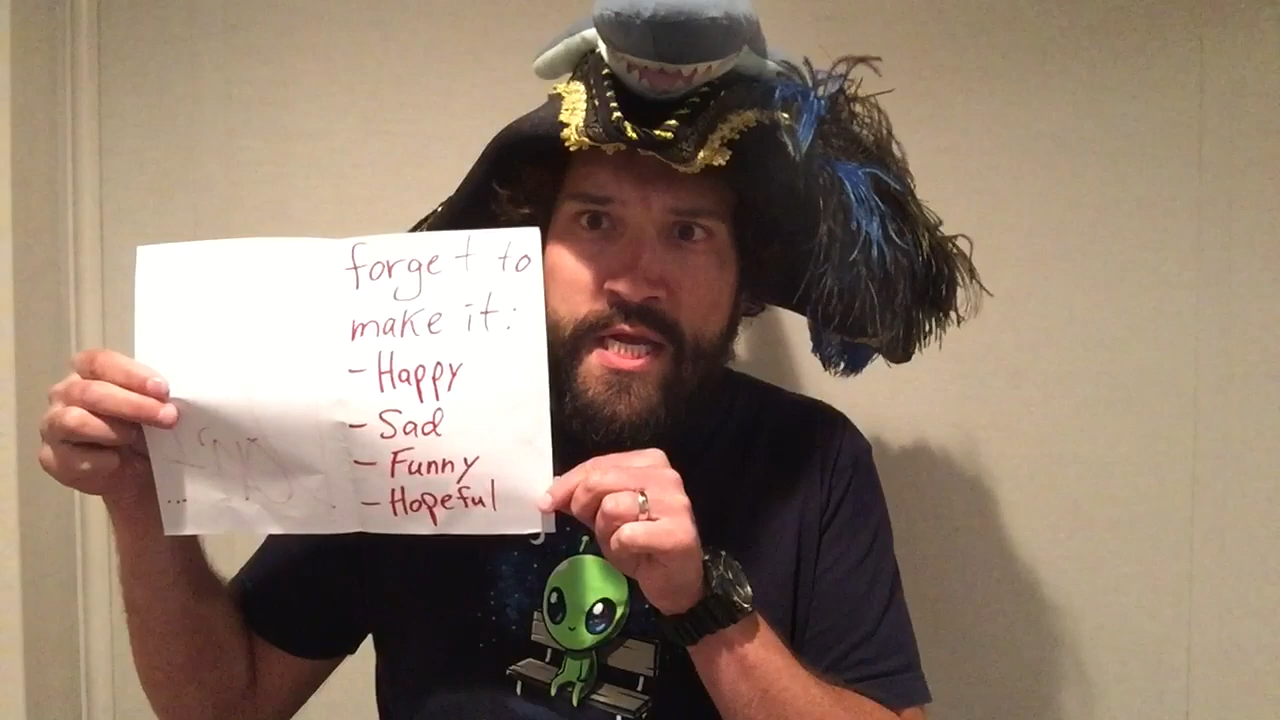 forget to
make it:
- Happy
- Sad
- Funny
- Hopeful
...